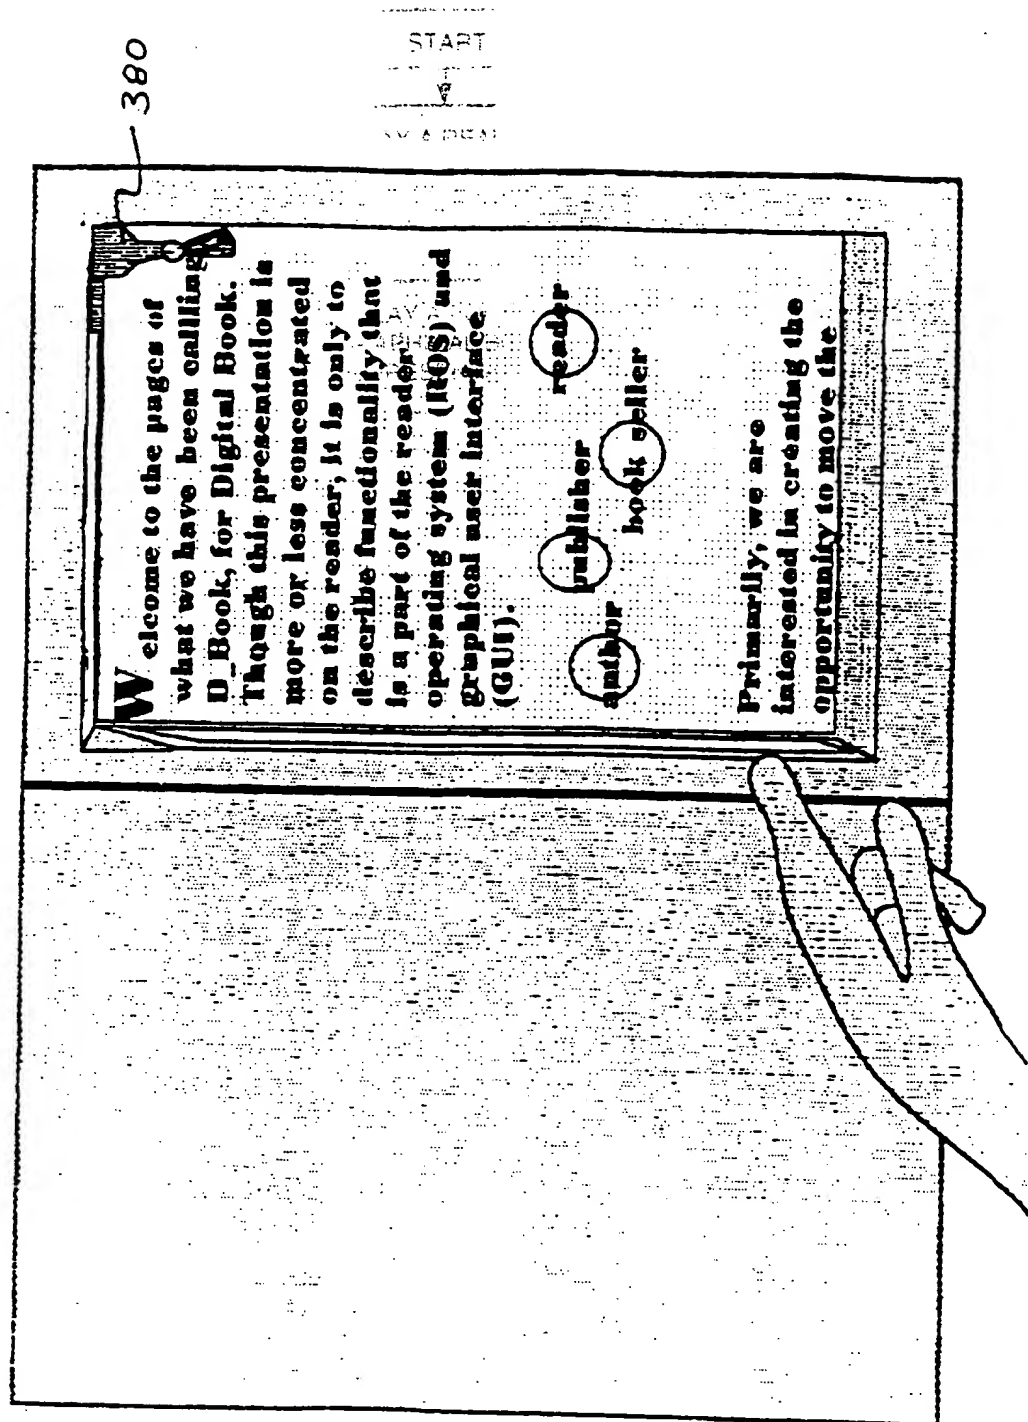 380
Welcome to the pages of
what we have been calling
D_Book, for Digital Book.
Though this presentation is
more or less concentrated
on the reader, it is only to
describe functionality that
is a part of the reader
operating system (ROS) and
graphical user interface
(GUI).
author publisher reader
book seller
Primarily, we are
interested in creating the
opportunity to move the
START